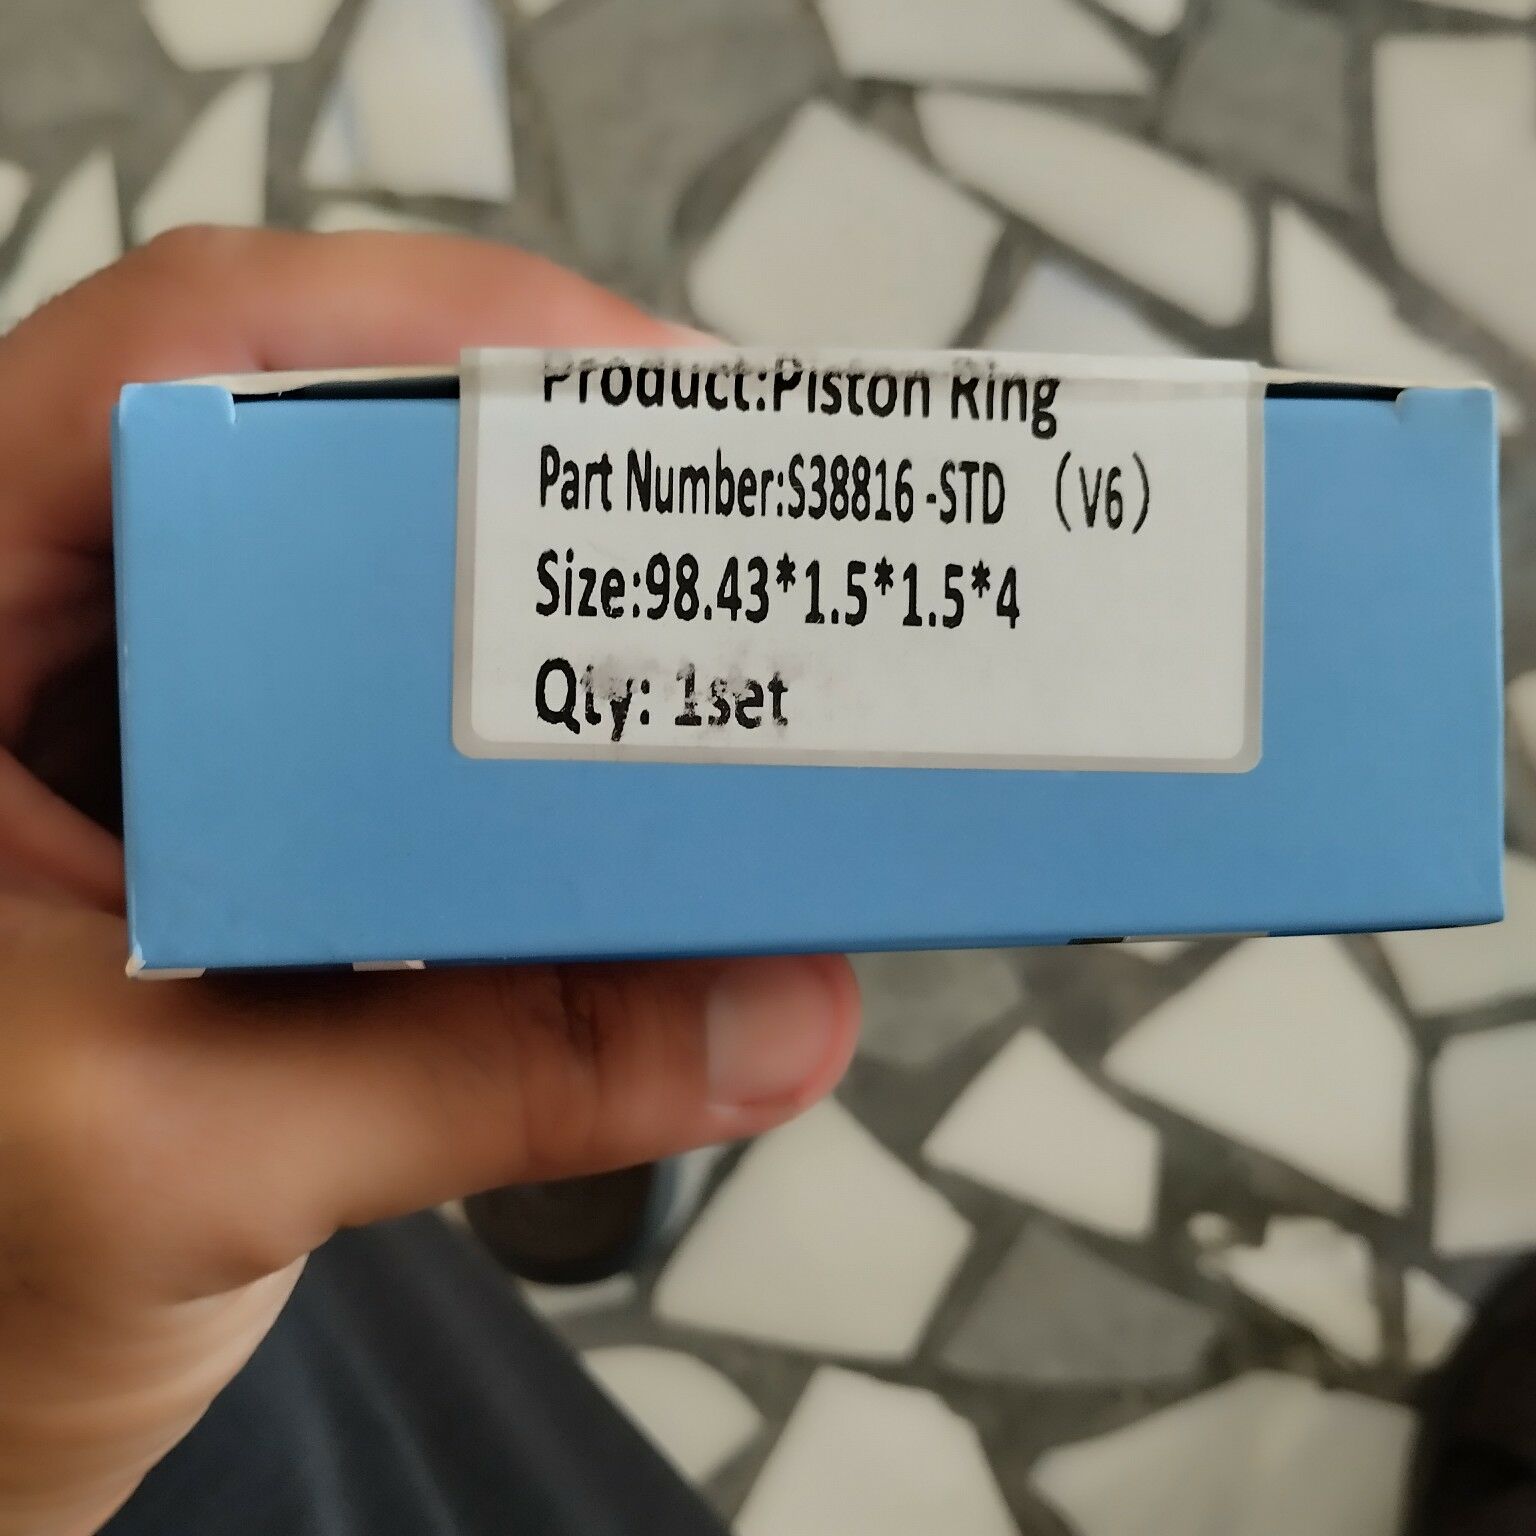 Product:Piston Ring
Part Number:S38816 -STD （V6）
Size:98.43*1.5*1.5*4
Qty: 1set